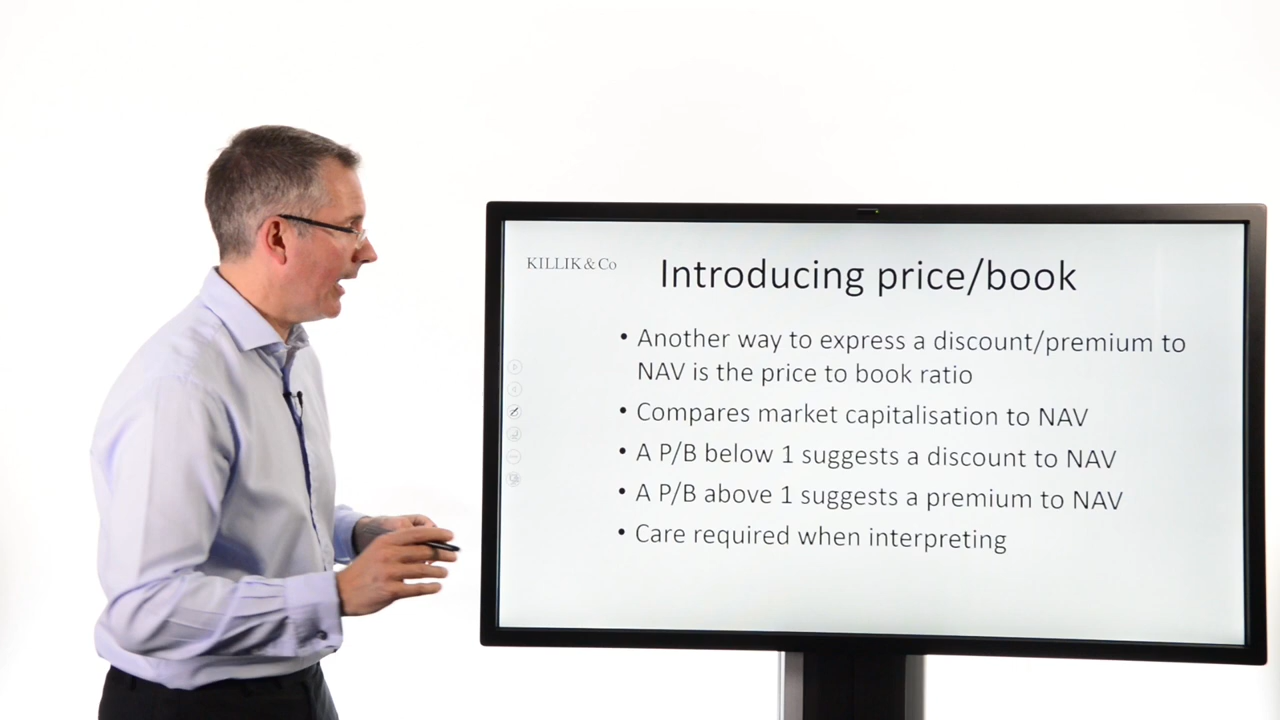 KILLIK & Co
Introducing price/book
• Another way to express a discount/premium to
NAV is the price to book ratio
• Compares market capitalisation to NAV
• A P/B below 1 suggests a discount to NAV
• A P/B above 1 suggests a premium to NAV
• Care required when interpreting